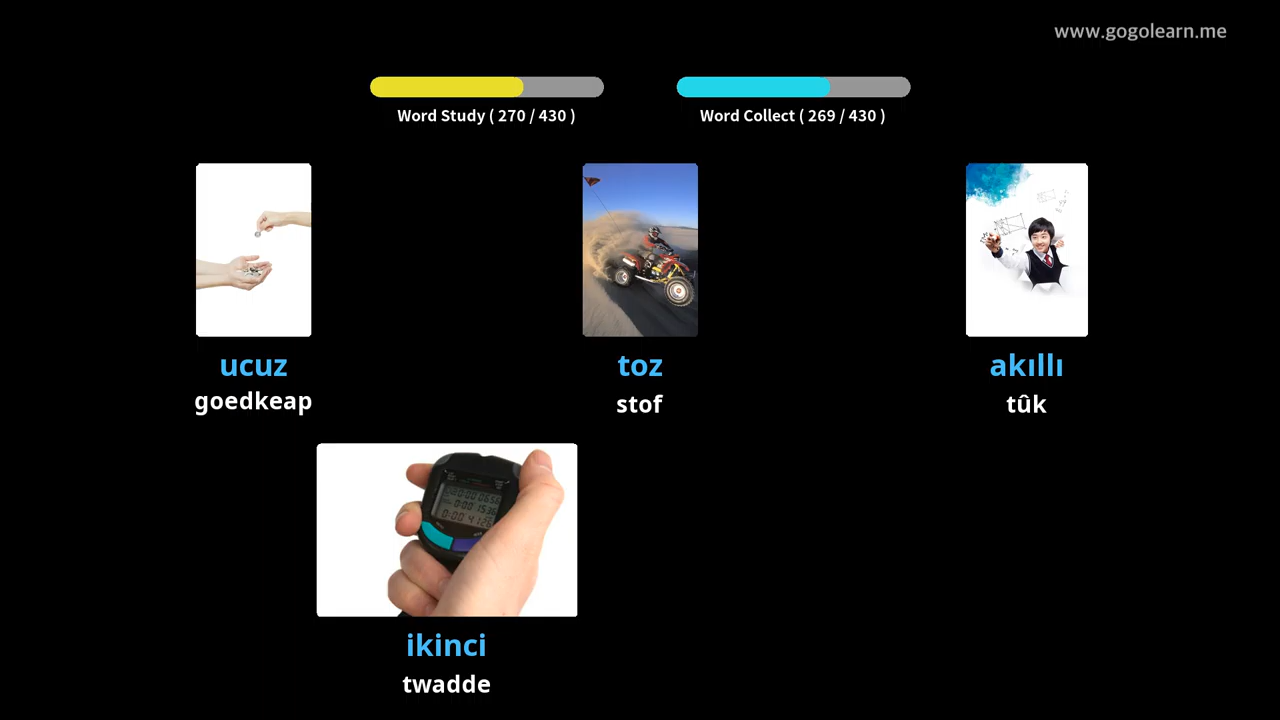 www.gogolearn.me
Word Study ( 270 / 430 )
Word Collect ( 269 / 430 )
ucuz
toz
akıllı
goedkeap
stof
tûk
ikinci
twadde